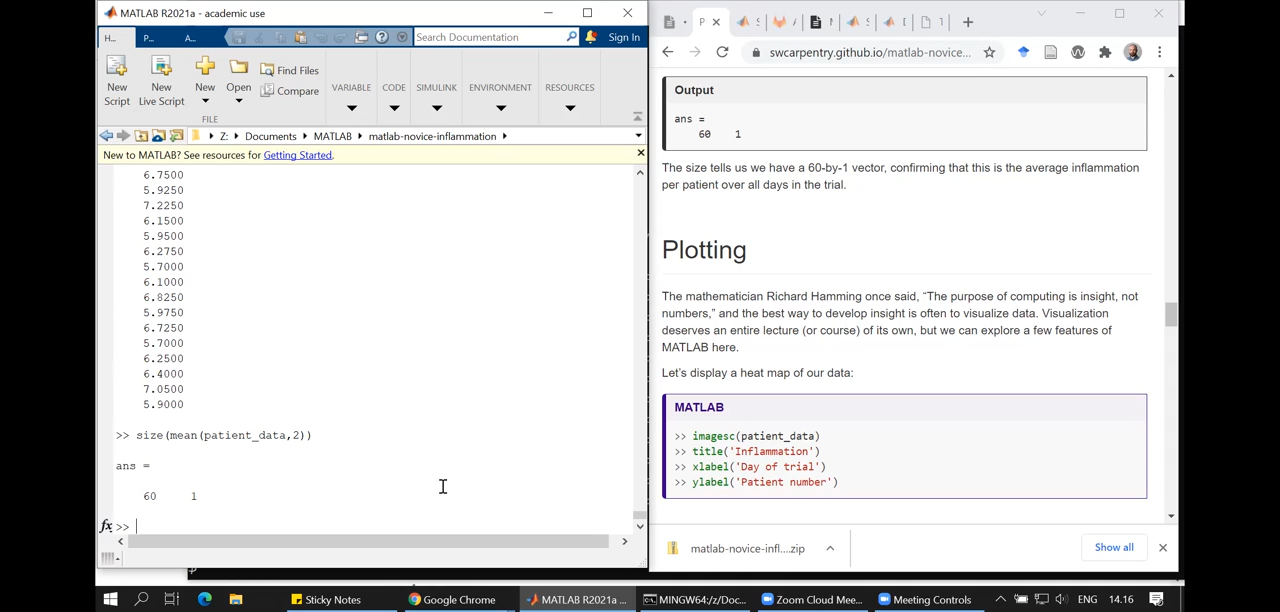 MATLAB R2021a - academic use
H...
P...
A...
Search Documentation
Sign In
New
Script
New
Live Script
New
Open
Find Files
Compare
FILE
VARIABLE
CODE
SIMULINK
ENVIRONMENT
RESOURCES
Z: Documents MATLAB matlab-novice-inflammation
New to MATLAB? See resources for Getting Started.
6.7500
5.9250
7.2250
6.1500
5.9500
6.2750
5.7000
6.1000
6.8250
5.9750
6.7250
5.7000
6.2500
6.4000
7.0500
5.9000
>> size(mean(patient_data,2))
ans =
60 1
fx >>
swcarpentry.github.io/matlab-novice...
Output
ans =
60 1
The size tells us we have a 60-by-1 vector, confirming that this is the average inflammation
per patient over all days in the trial.
Plotting
The mathematician Richard Hamming once said, “The purpose of computing is insight, not
numbers,” and the best way to develop insight is often to visualize data. Visualization
deserves an entire lecture (or course) of its own, but we can explore a few features of
MATLAB here.
Let’s display a heat map of our data:
MATLAB
>> imagesc(patient_data)
>> title('Inflammation')
>> xlabel('Day of trial')
>> ylabel('Patient number')
matlab-novice-infl....zip
Show all
Sticky Notes
Google Chrome
MATLAB R2021a ...
MINGW64:/z/Doc...
Zoom Cloud Mee...
Meeting Controls
ENG
14.16